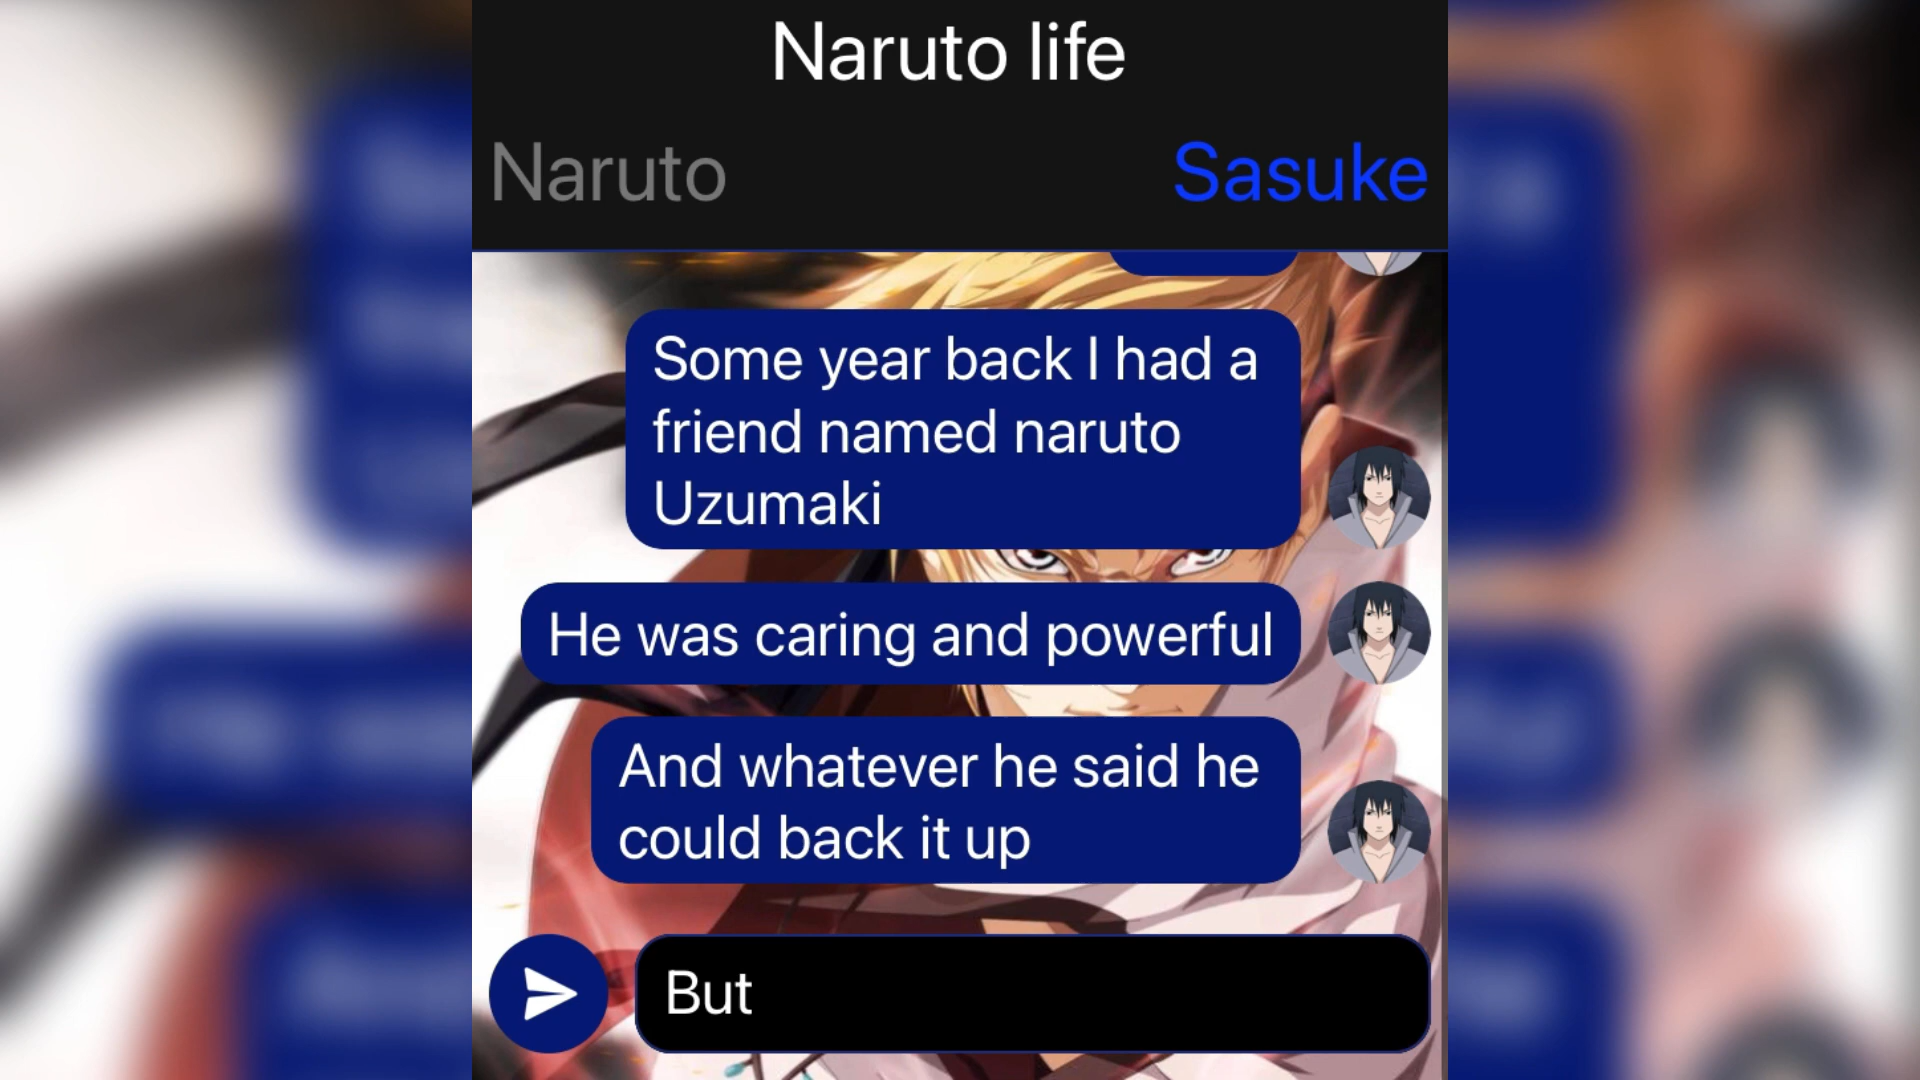 Naruto life
Naruto
Sasuke
Some year back I had a
friend named naruto
Uzumaki
He was caring and powerful
And whatever he said he
could back it up
But